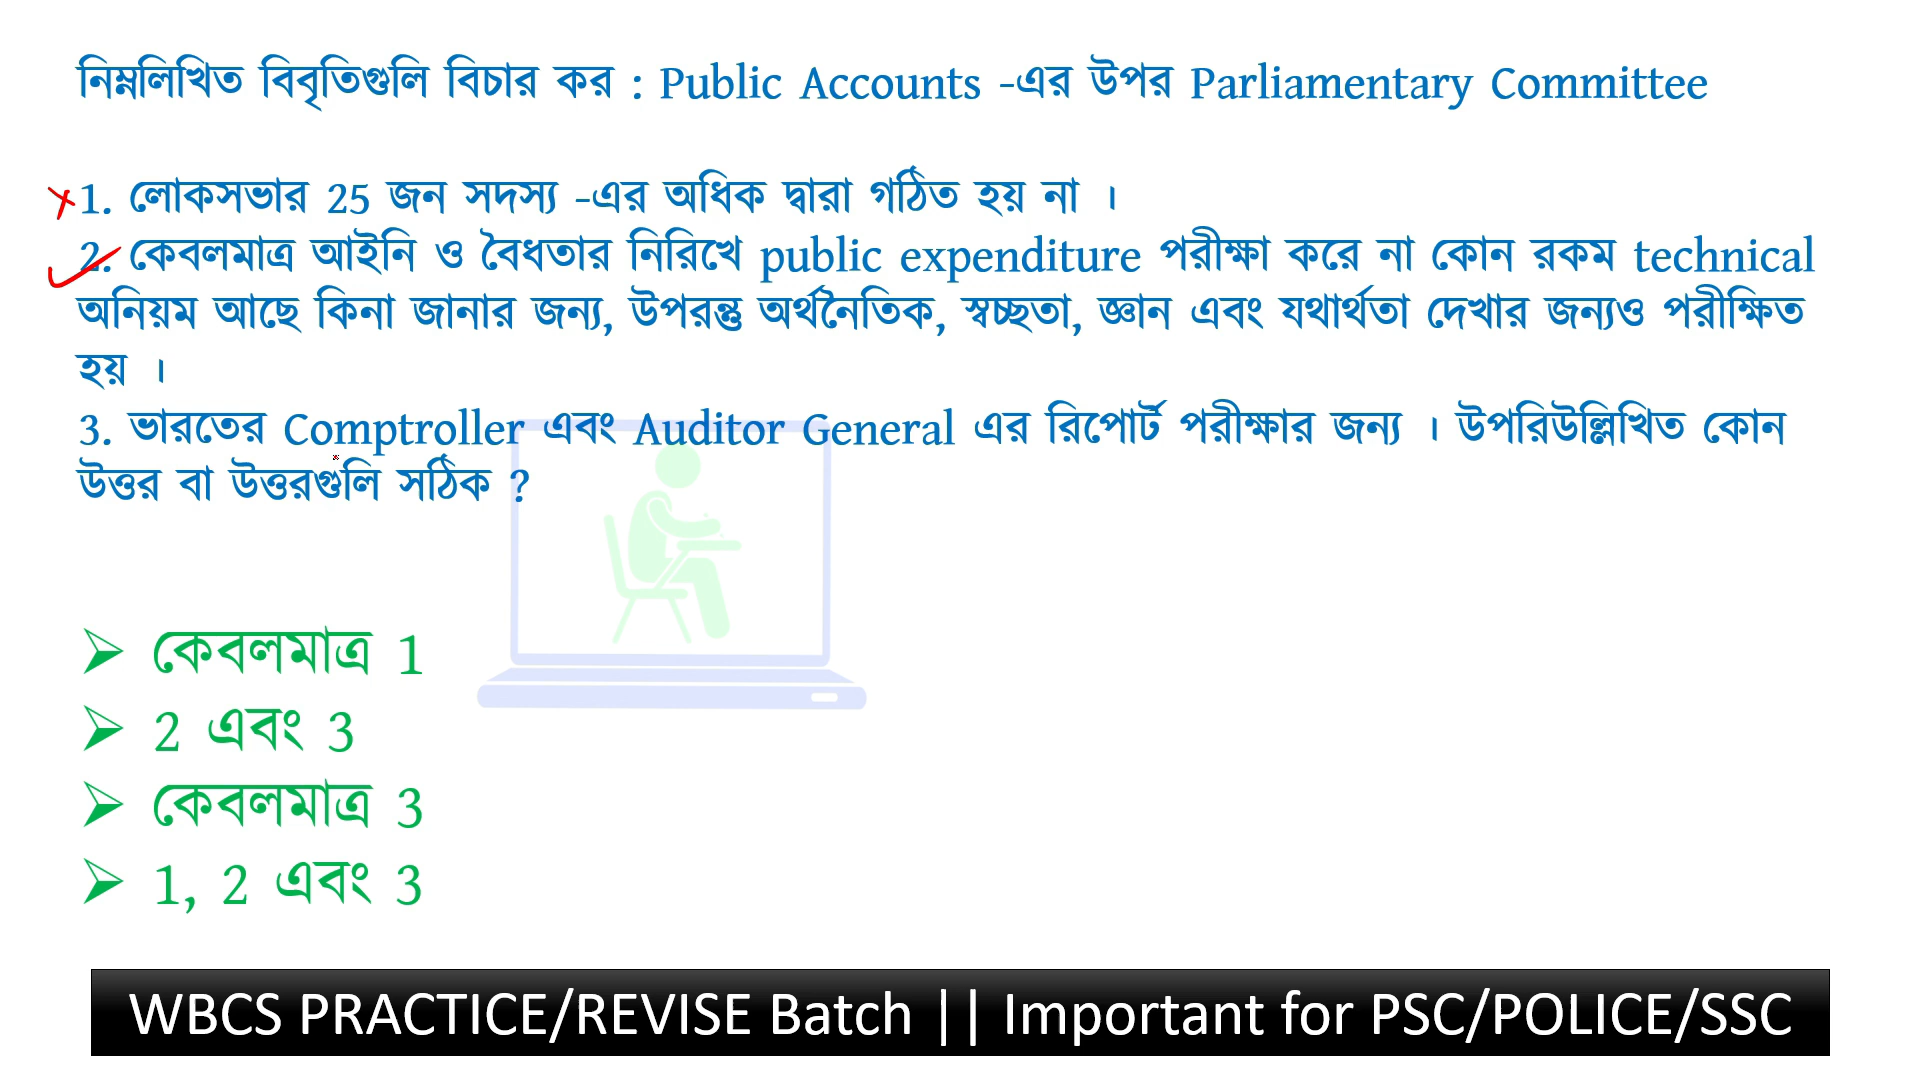 নিম্নলিখিত বিবৃতিগুলি বিচার কর : Public Accounts -এর উপর Parliamentary Committee
1. লোকসভার 25 জন সদস্য -এর অধিক দ্বারা গঠিত হয় না ।
2. কেবলমাত্র আইনি ও বৈধতার নিরিখে public expenditure পরীক্ষা করে না কোন রকম technical
অনিয়ম আছে কিনা জানার জন্য, উপরন্তু অর্থনৈতিক, স্বচ্ছতা, জ্ঞান এবং যথার্থতা দেখার জন্যও পরীক্ষিত
হয় ।
3. ভারতের Comptroller এবং Auditor General এর রিপোর্ট পরীক্ষার জন্য । উপরিউল্লিখিত কোন
উত্তর বা উত্তরগুলি সঠিক ?
➢ কেবলমাত্র 1
➢ 2 এবং 3
➢ কেবলমাত্র 3
➢ 1, 2 এবং 3
WBCS PRACTICE/REVISE Batch || Important for PSC/POLICE/SSC